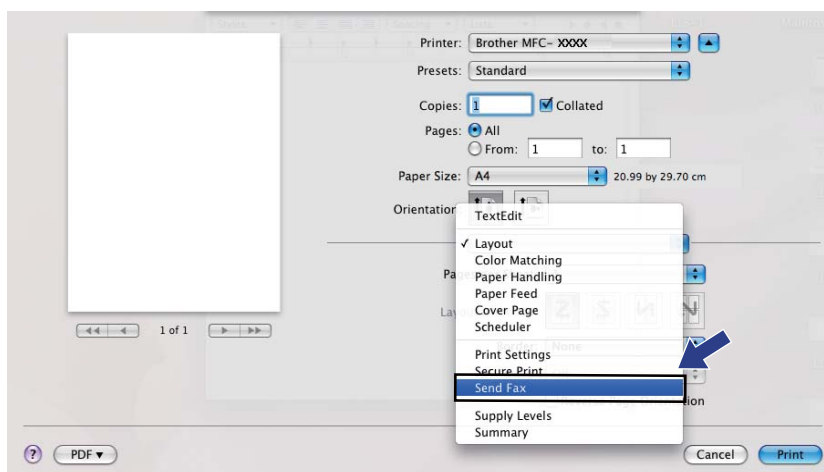 Printer: Brother MFC- XXXX
Presets: Standard
Copies: 1 Collated
Pages: All
From: 1 to: 1
Paper Size: A4 20.99 by 29.70 cm
Orientation
TextEdit
✓ Layout
Color Matching
Paper Handling
Paper Feed
Cover Page
Scheduler
Border: None
Print Settings
Secure Print
Send Fax
Supply Levels
Summary
1 of 1
? PDF ▼ Cancel Print